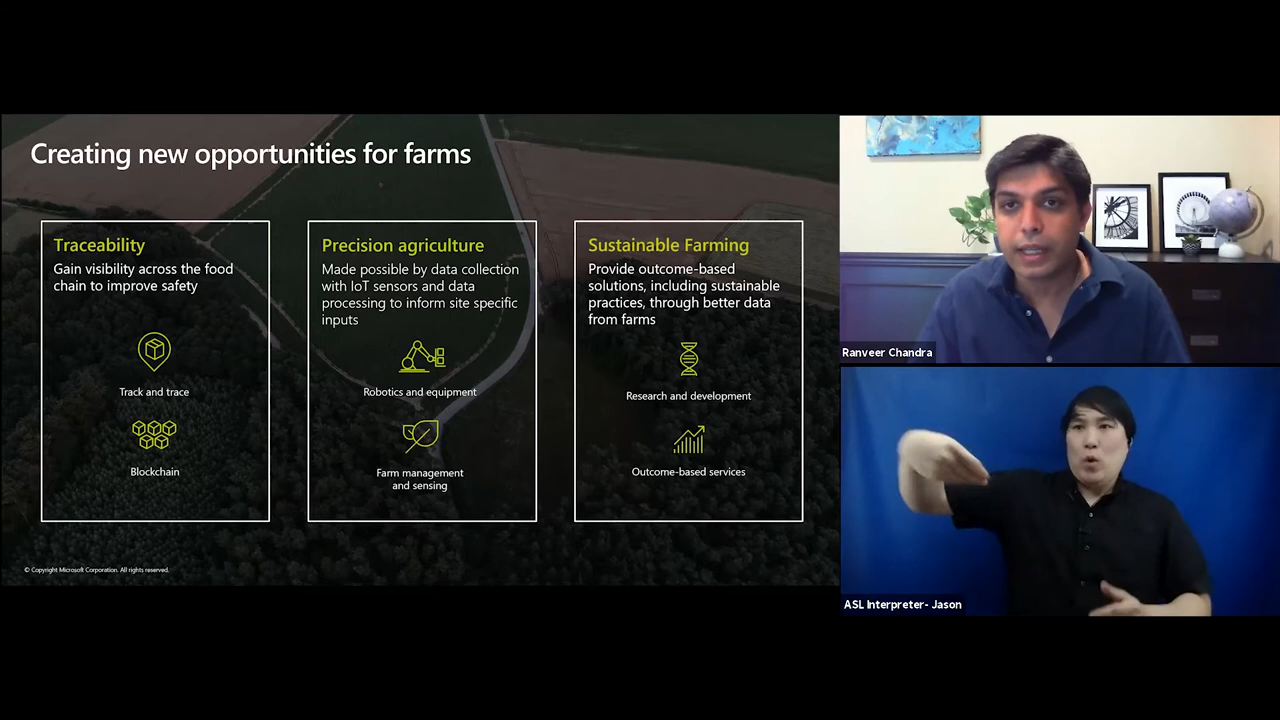 Creating new opportunities for farms
Traceability
Gain visibility across the food
chain to improve safety
Track and trace
Blockchain
Precision agriculture
Made possible by data collection
with IoT sensors and data
processing to inform site specific
inputs
Robotics and equipment
Farm management
and sensing
Sustainable Farming
Provide outcome-based
solutions, including sustainable
practices, through better data
from farms
Research and development
Outcome-based services
© Copyright Microsoft Corporation. All rights reserved.
Ranveer Chandra
ASL Interpreter- Jason